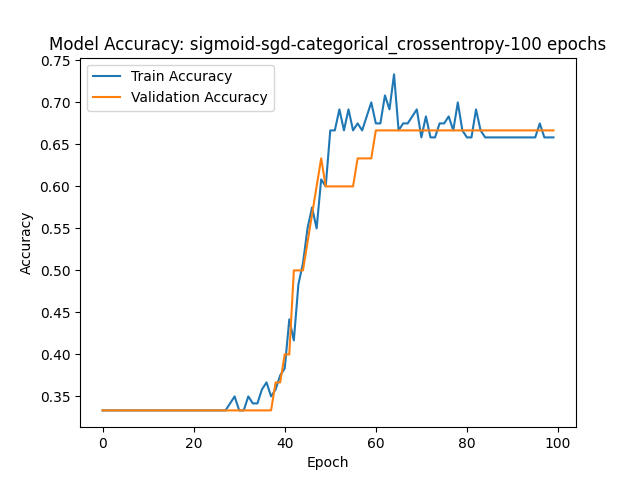 Model Accuracy: sigmoid-sgd-categorical_crossentropy-100 epochs
Train Accuracy
Validation Accuracy
Accuracy
0.75
0.70
0.65
0.60
0.55
0.50
0.45
0.40
0.35
0 20 40 60 80 100
Epoch